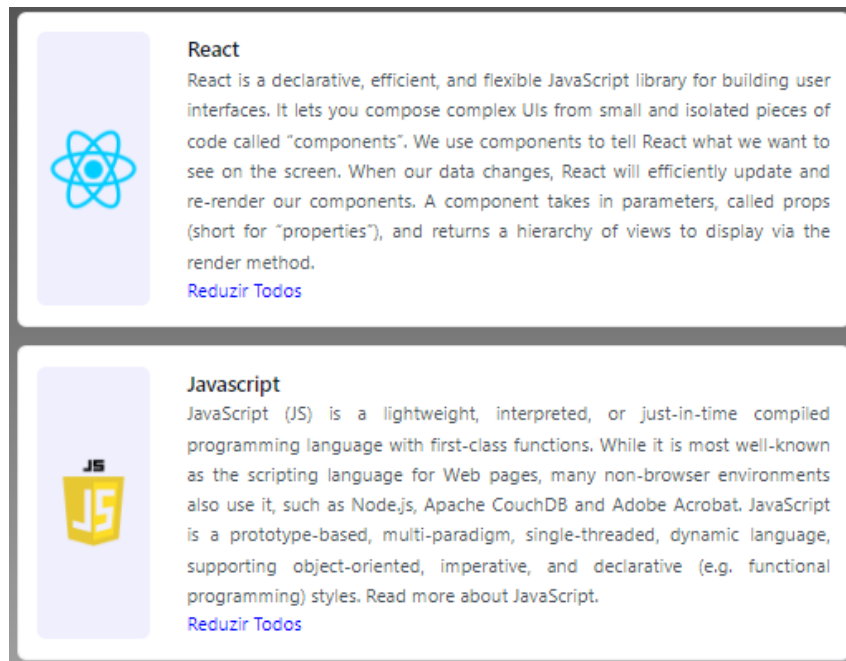 React
React is a declarative, efficient, and flexible JavaScript library for building user
interfaces. It lets you compose complex UIs from small and isolated pieces of
code called “components”. We use components to tell React what we want to
see on the screen. When our data changes, React will efficiently update and
re-render our components. A component takes in parameters, called props
(short for “properties”), and returns a hierarchy of views to display via the
render method.
Reduzir Todos
Javascript
JavaScript (JS) is a lightweight, interpreted, or just-in-time compiled
programming language with first-class functions. While it is most well-known
as the scripting language for Web pages, many non-browser environments
also use it, such as Node.js, Apache CouchDB and Adobe Acrobat. JavaScript
is a prototype-based, multi-paradigm, single-threaded, dynamic language,
supporting object-oriented, imperative, and declarative (e.g. functional
programming) styles. Read more about JavaScript.
Reduzir Todos
JS
JS